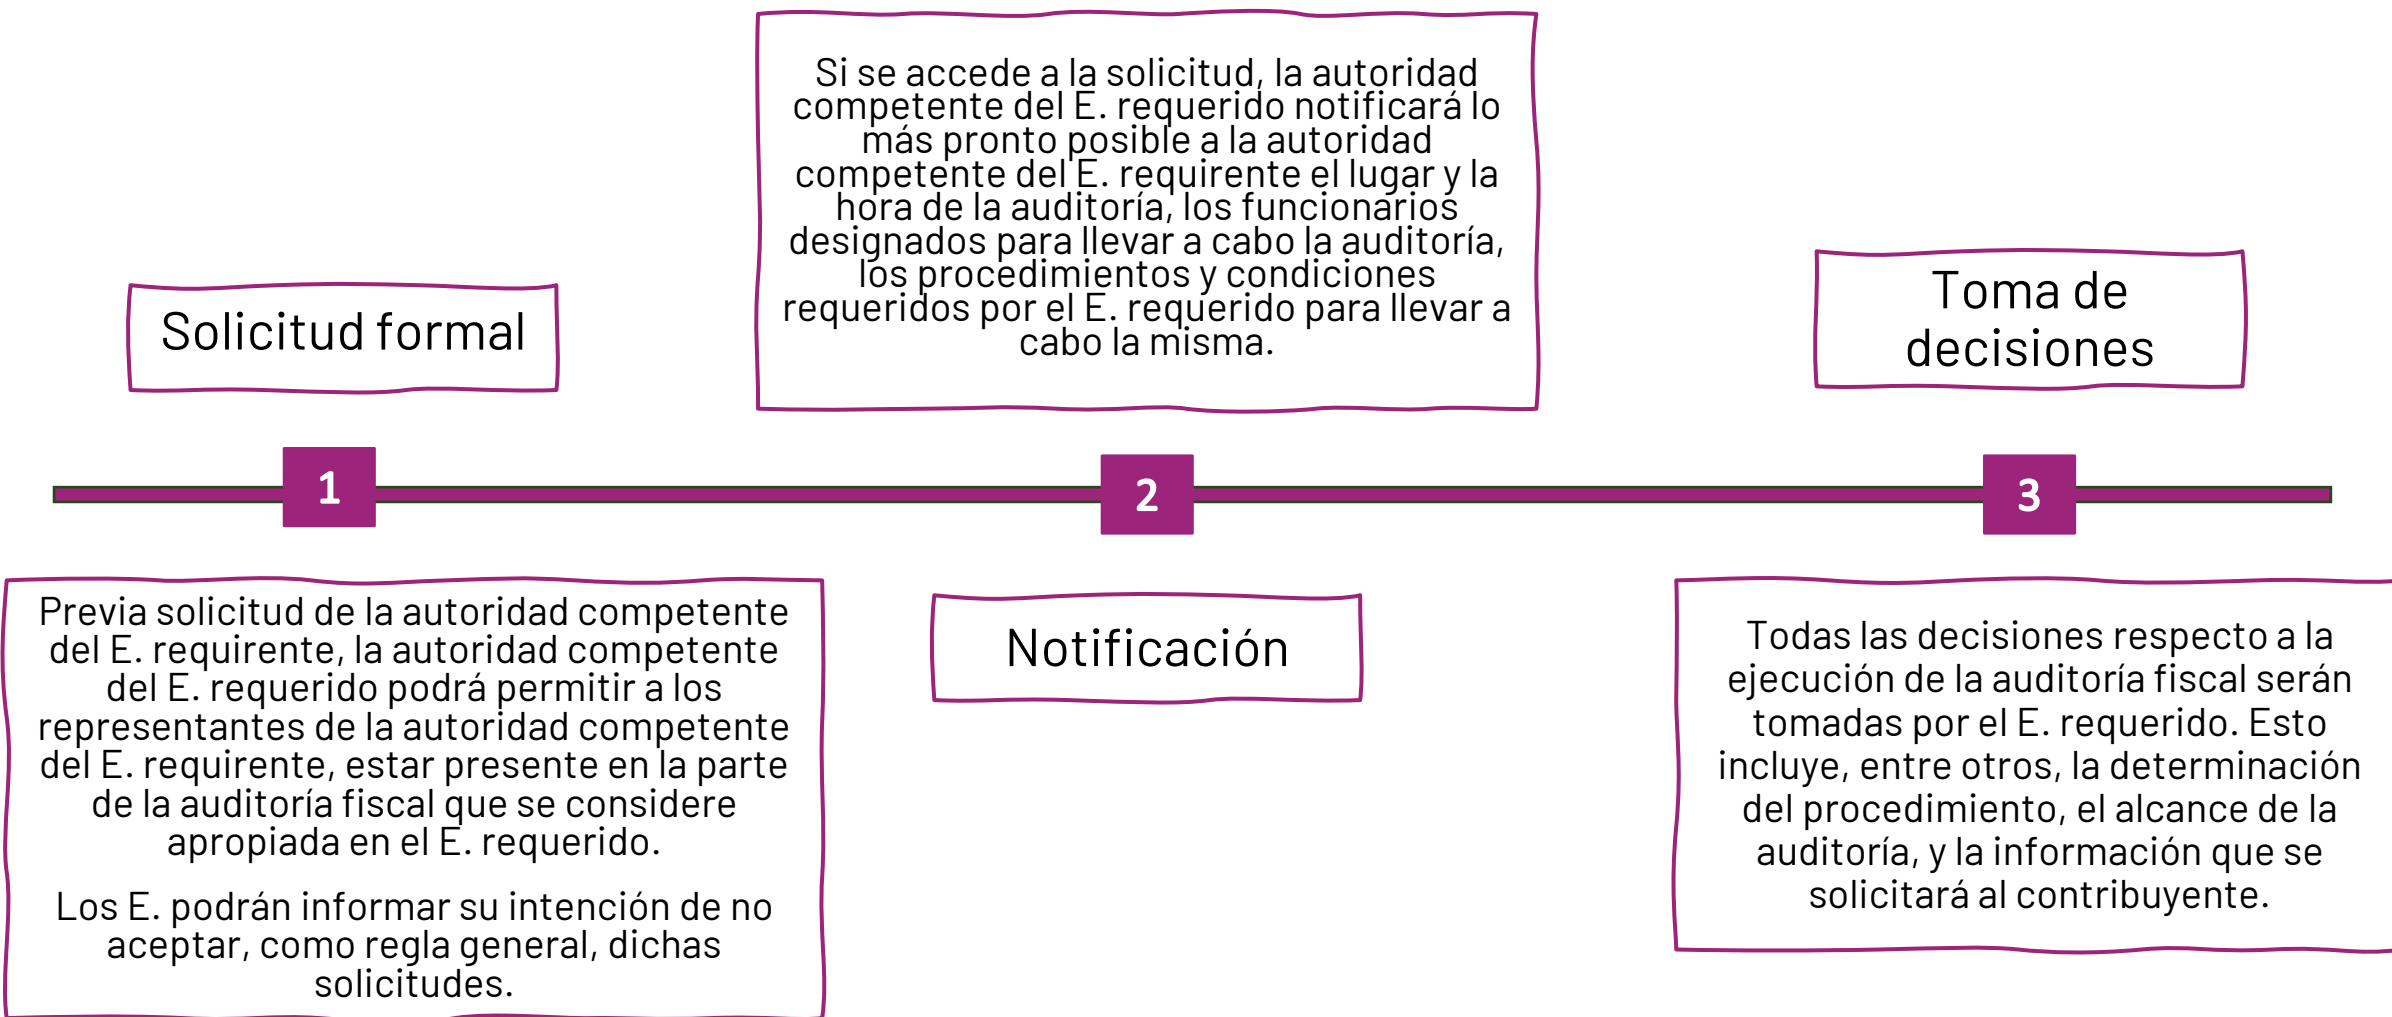 Solicitud formal
1
Previa solicitud de la autoridad competente
del E. requirente, la autoridad competente
del E. requerido podrá permitir a los
representantes de la autoridad competente
del E. requirente, estar presente en la parte
de la auditoría fiscal que se considere
apropiada en el E. requerido.
Los E. podrán informar su intención de no
aceptar, como regla general, dichas
solicitudes.
Si se accede a la solicitud, la autoridad
competente del E. requerido notificará lo
más pronto posible a la autoridad
competente del E. requirente el lugar y la
hora de la auditoría, los funcionarios
designados para llevar a cabo la auditoría,
los procedimientos y condiciones
requeridos por el E. requerido para llevar a
cabo la misma.
2
Notificación
Toma de
decisiones
3
Todas las decisiones respecto a la
ejecución de la auditoría fiscal serán
tomadas por el E. requerido. Esto
incluye, entre otros, la determinación
del procedimiento, el alcance de la
auditoría, y la información que se
solicitará al contribuyente.